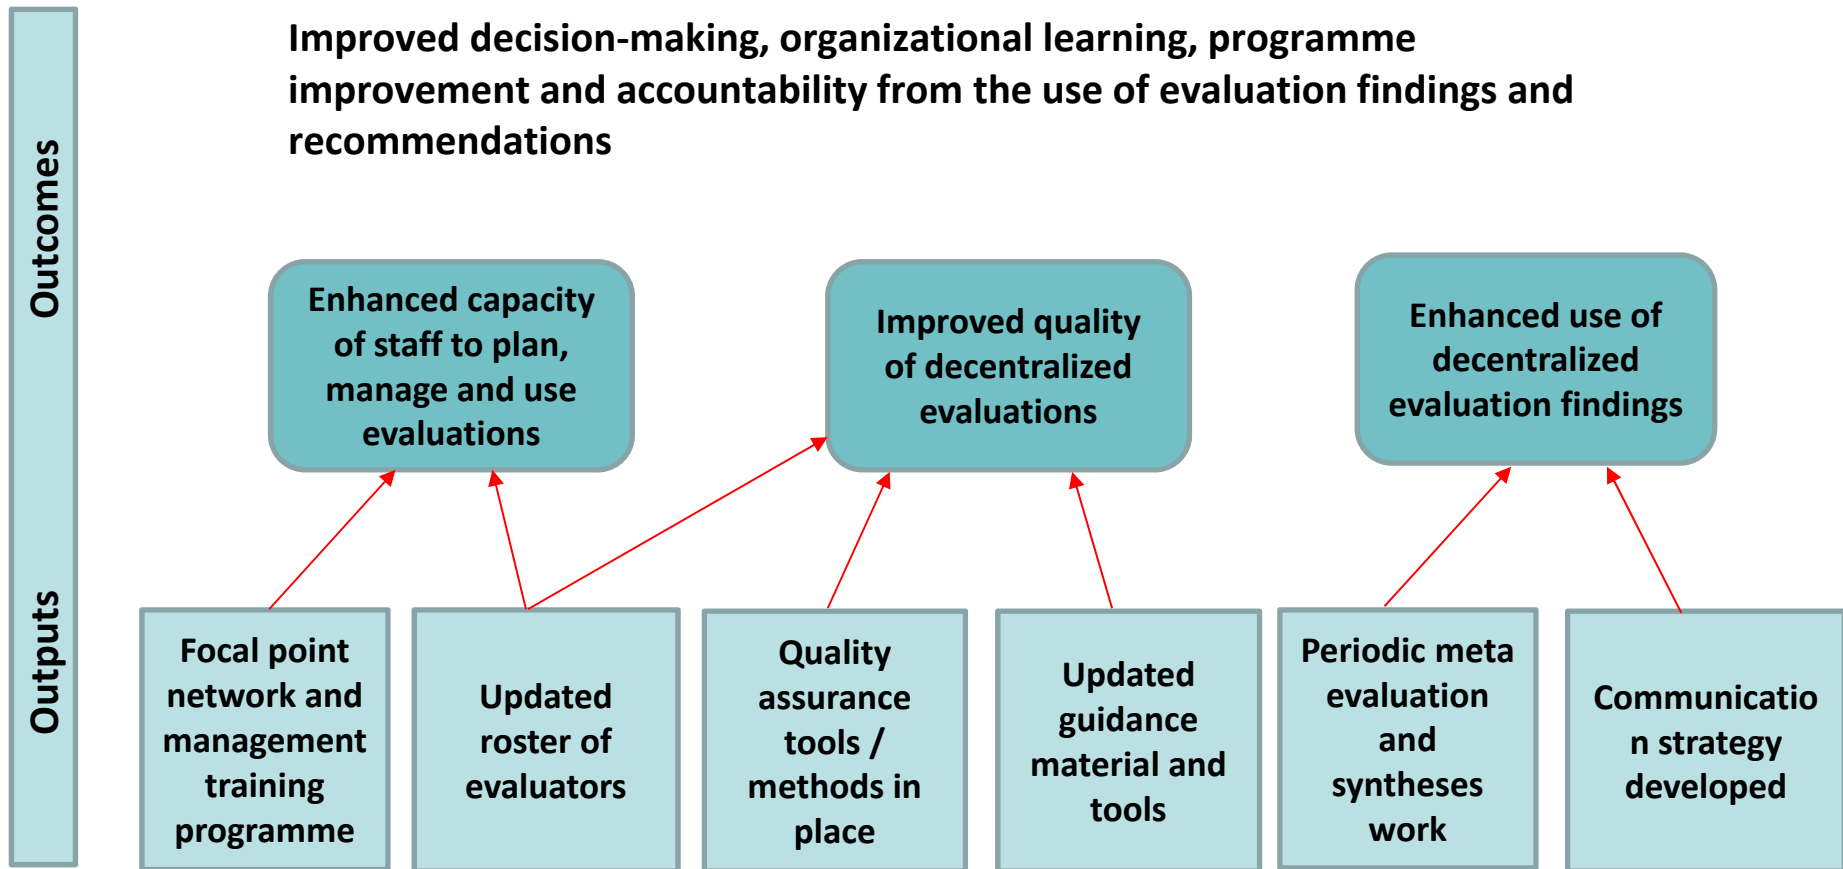 Improved decision-making, organizational learning, programme
improvement and accountability from the use of evaluation findings and
recommendations
Outcomes
Enhanced capacity
of staff to plan,
manage and use
evaluations
Improved quality
of decentralized
evaluations
Enhanced use of
decentralized
evaluation findings
Outputs
Focal point
network and
management
training
programme
Updated
roster of
evaluators
Quality
assurance
tools /
methods in
place
Updated
guidance
material and
tools
Periodic meta
evaluation
and
syntheses
work
Communicatio
n strategy
developed